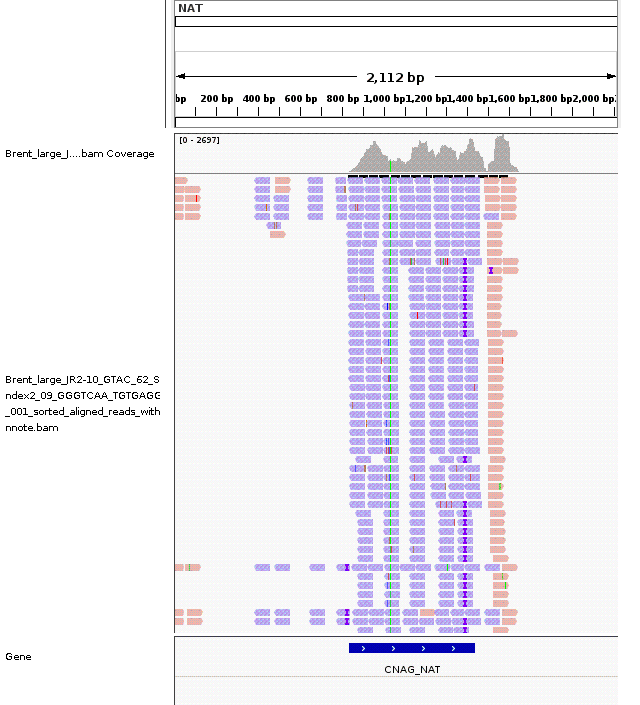 NAT
2,112 bp
bp 200 bp 400 bp 600 bp 800 bp 1,000 bp 1,200 bp 1,400 bp 1,600 bp 1,800 bp 2,000 bp
[0 - 2697]
Brent_large_J....bam Coverage
Brent_large_JR2-10_GTAC_62_S
ndex2_09_GGGTCAA_TGTGAGG
_001_sorted_aligned_reads_with
nnote.bam
Gene
CNAG_NAT